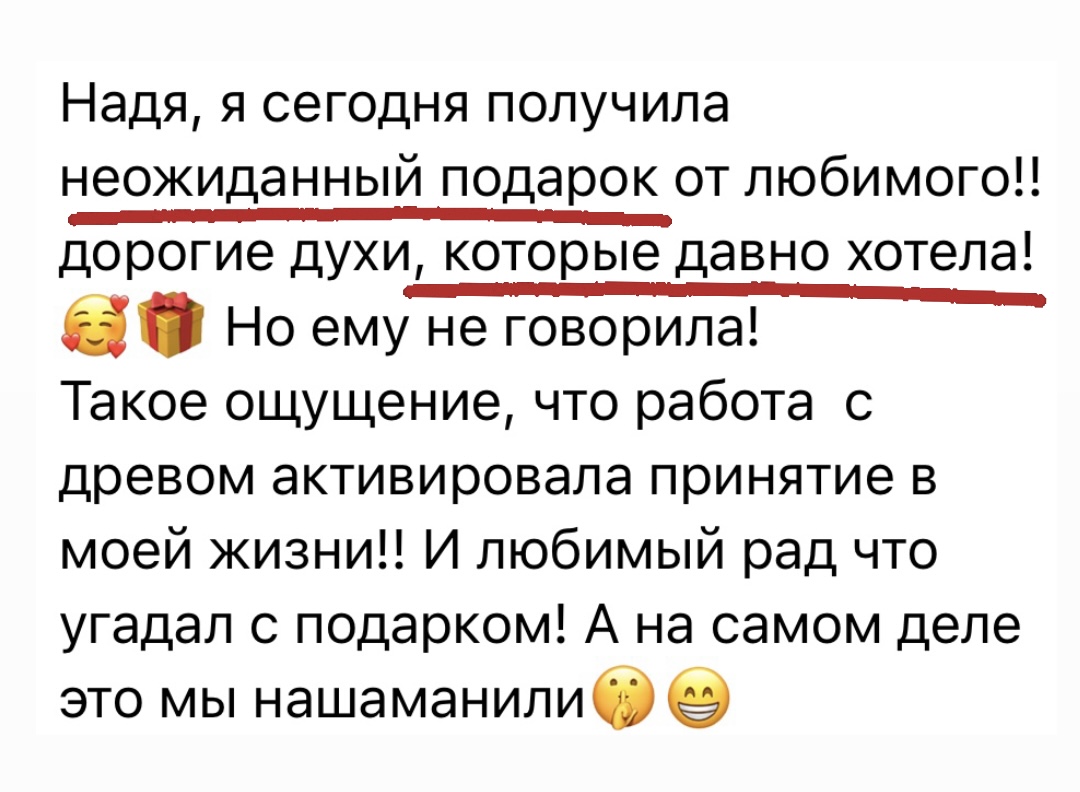 Надя, я сегодня получила
неожиданный подарок от любимого!!
дорогие духи, которые давно хотела!
🥰🎁 Но ему не говорила!
Такое ощущение, что работа  с
древом активировала принятие в
моей жизни!! И любимый рад что
угадал с подарком! А на самом деле
это мы нашаманили🤫😁